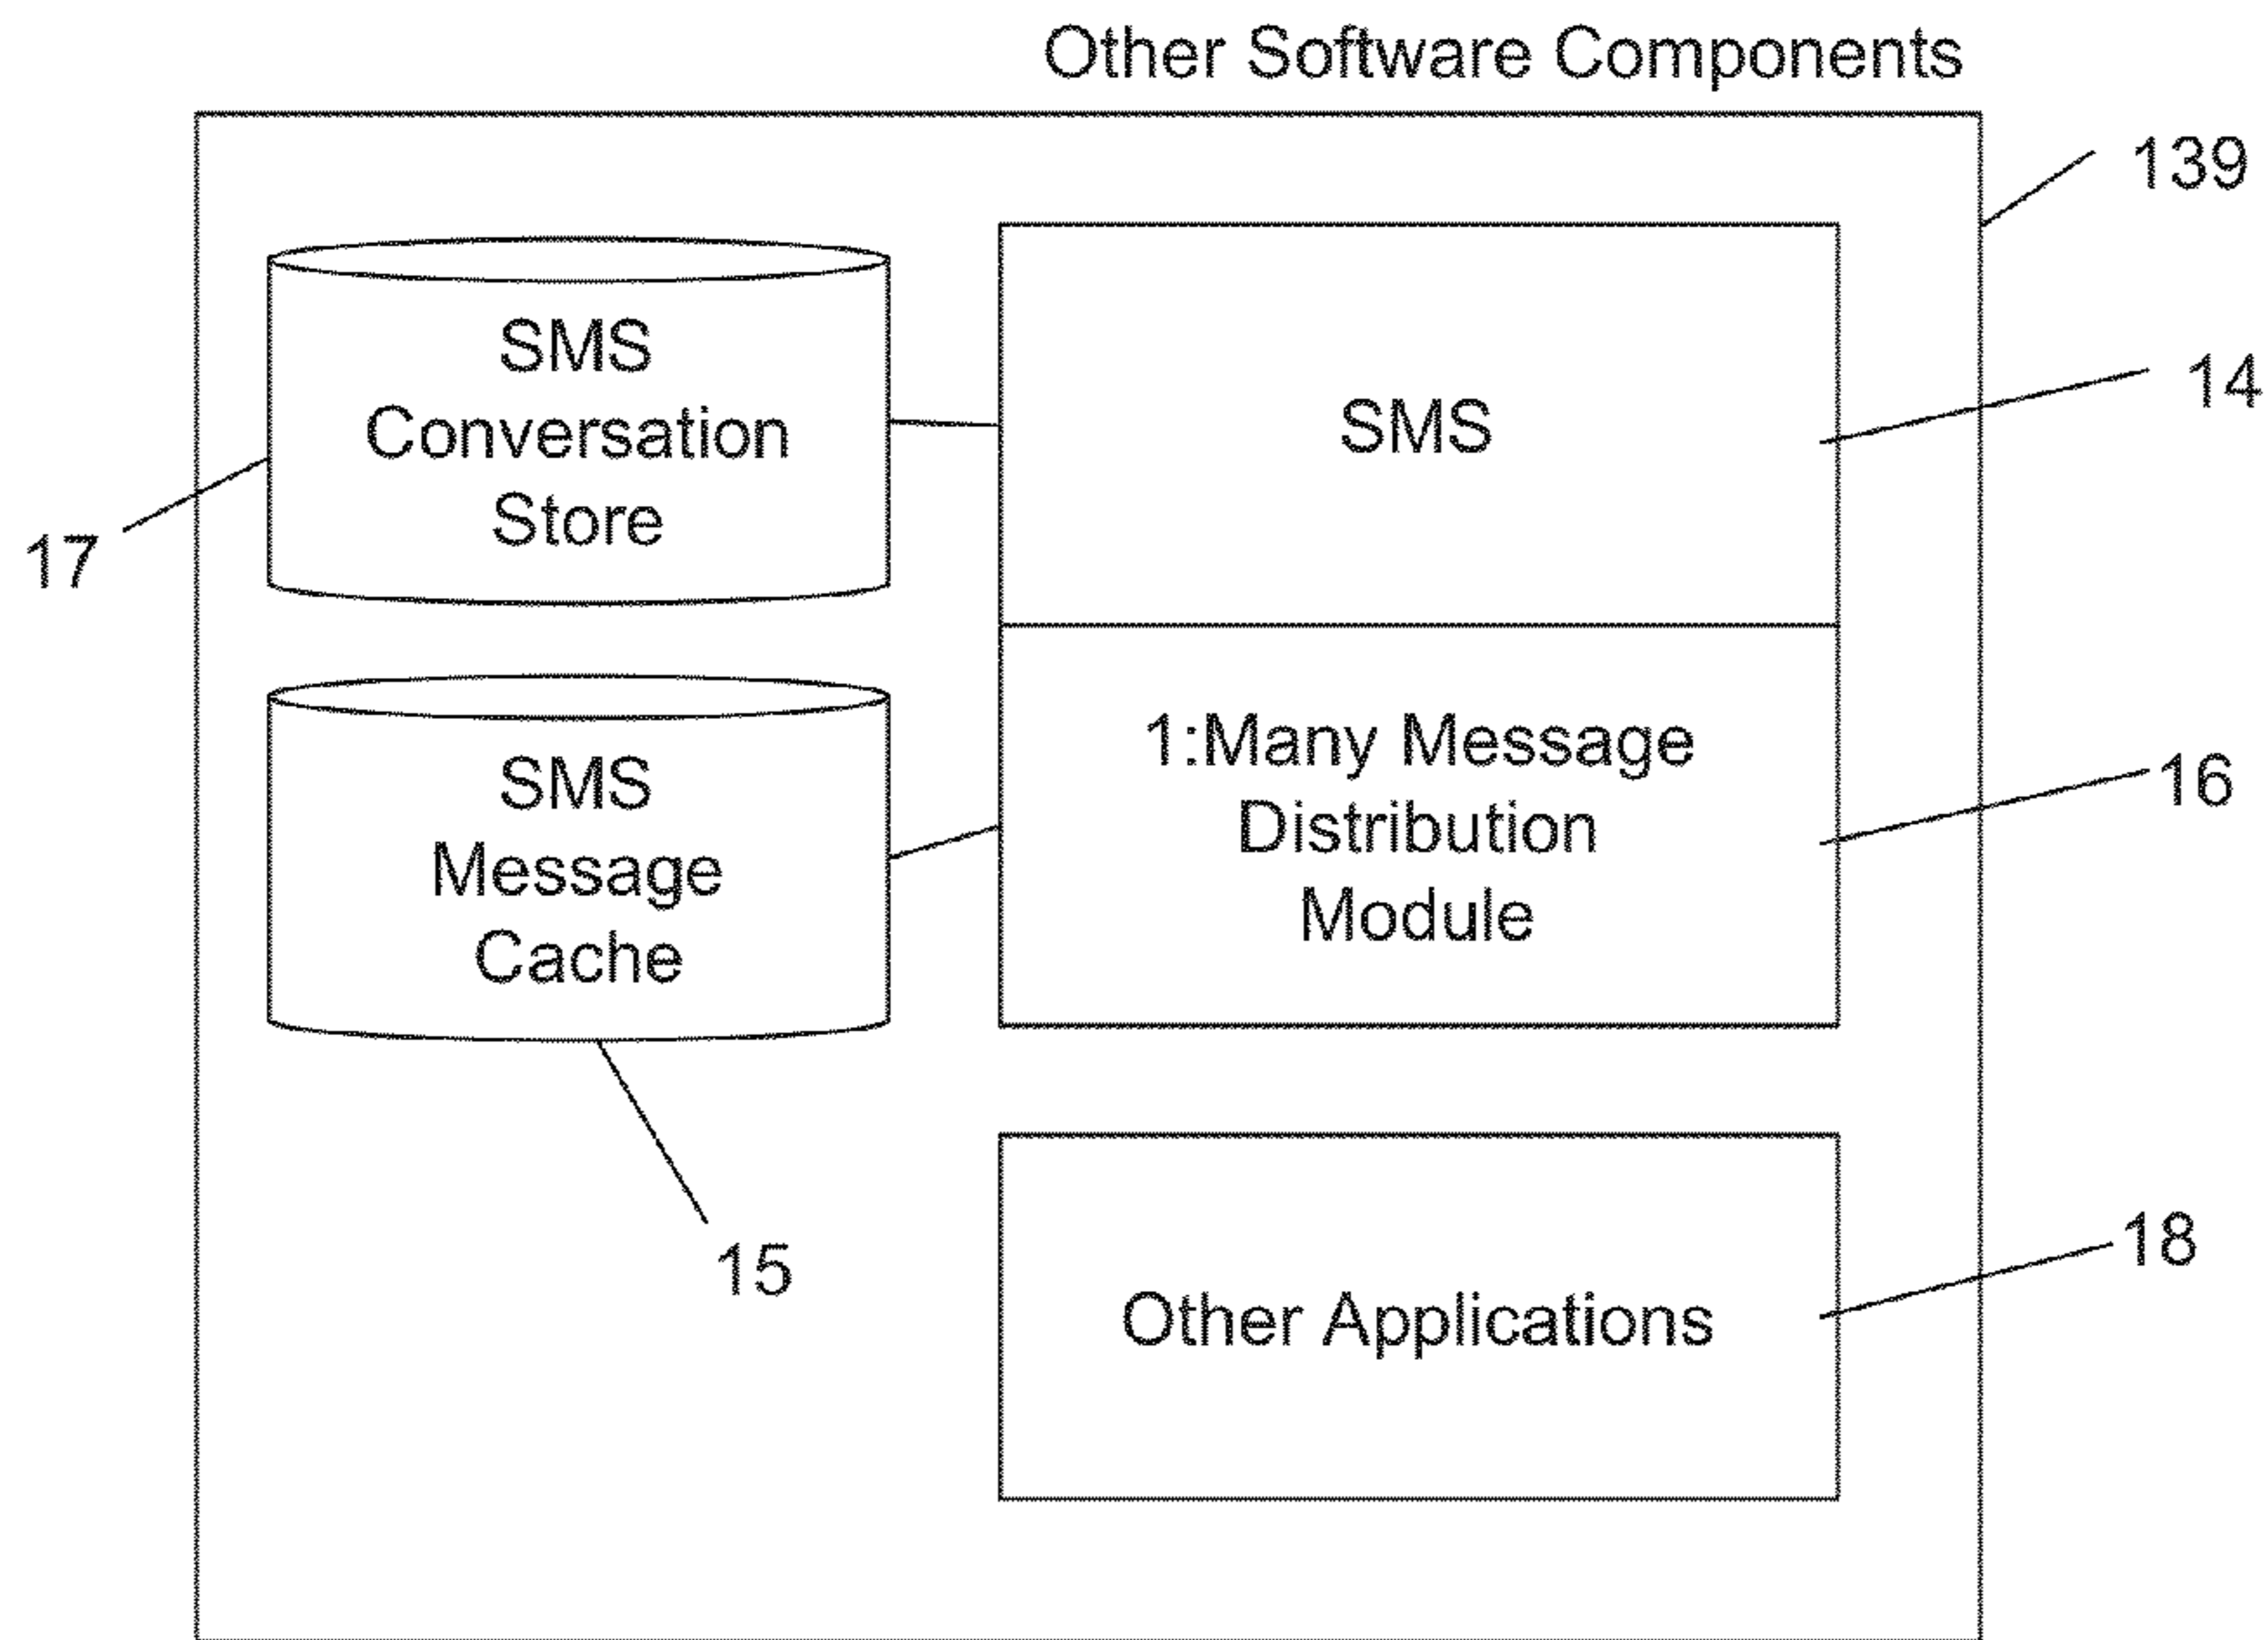 Other Software Components
139
SMS
Conversation
Store
17
SMS
14
SMS
Message
Cache
15
1:Many Message
Distribution
Module
16
Other Applications
18